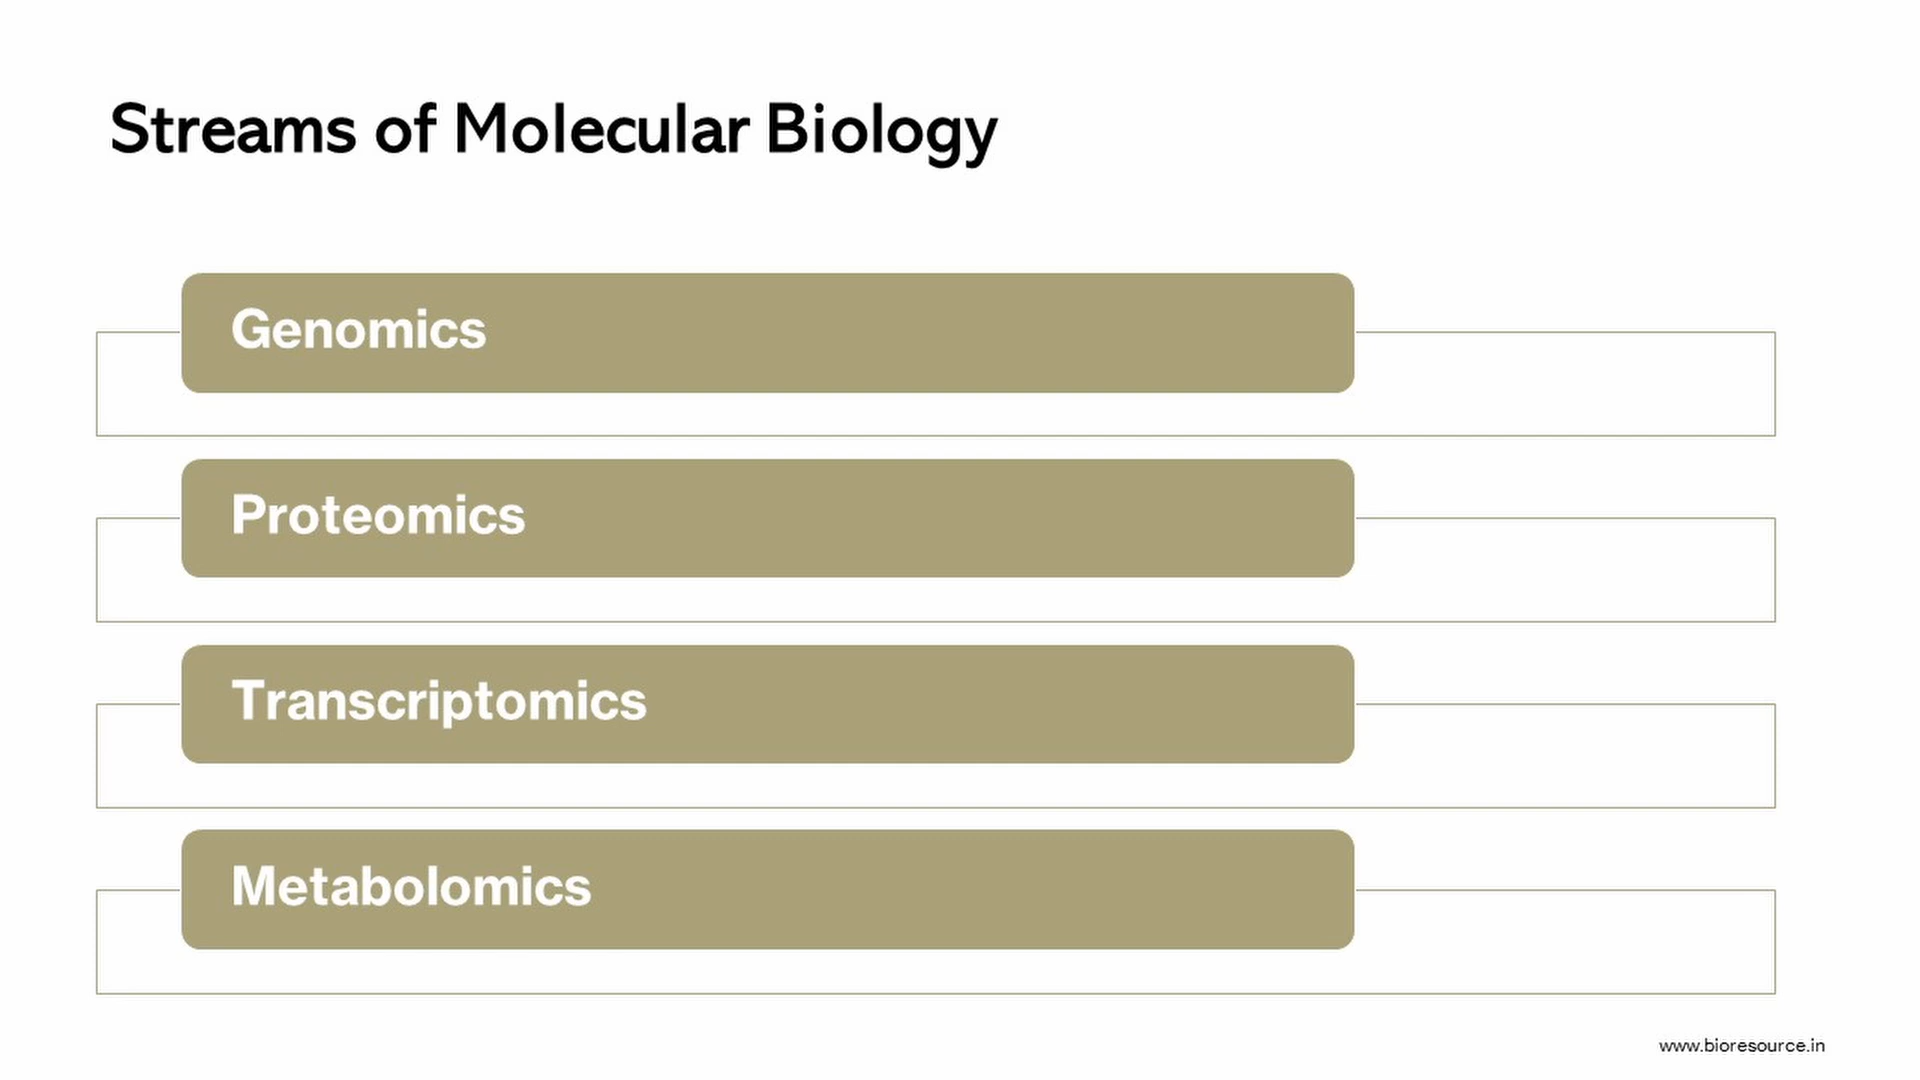 Streams of Molecular Biology
Genomics
Proteomics
Transcriptomics
Metabolomics
www.bioresource.in